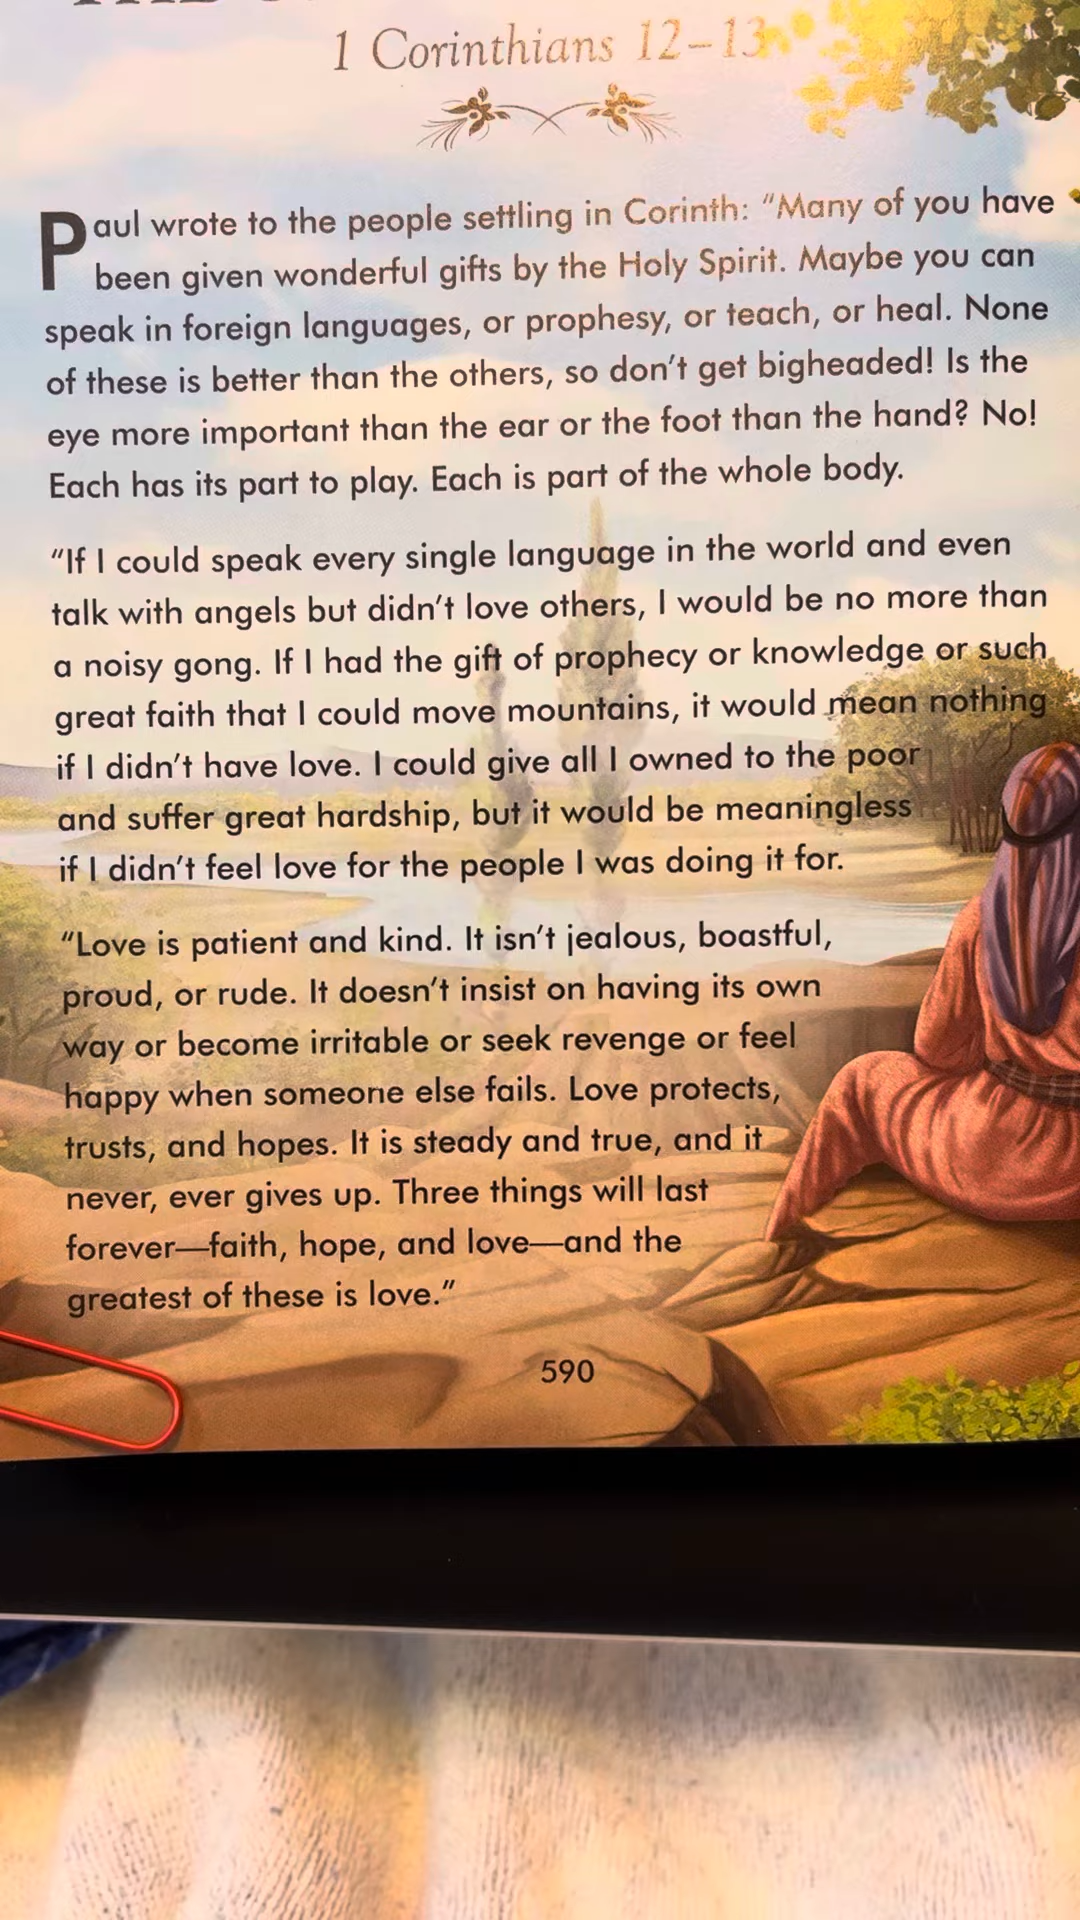 1 Corinthians 12–13
Paul wrote to the people settling in Corinth: "Many of you have
been given wonderful gifts by the Holy Spirit. Maybe you can
speak in foreign languages, or prophesy, or teach, or heal. None
of these is better than the others, so don't get bigheaded! Is the
eye more important than the ear or the foot than the hand? No!
Each has its part to play. Each is part of the whole body.
"If I could speak every single language in the world and even
talk with angels but didn't love others, I would be no more than
a noisy gong. If I had the gift of prophecy or knowledge or such
great faith that I could move mountains, it would mean nothing
if I didn't have love. I could give all I owned to the poor
and suffer great hardship, but it would be meaningless
if I didn't feel love for the people I was doing it for.
"Love is patient and kind. It isn't jealous, boastful,
proud, or rude. It doesn't insist on having its own
way or become irritable or seek revenge or feel
happy when someone else fails. Love protects,
trusts, and hopes. It is steady and true, and it
never, ever gives up. Three things will last
forever—faith, hope, and love—and the
greatest of these is love."
590